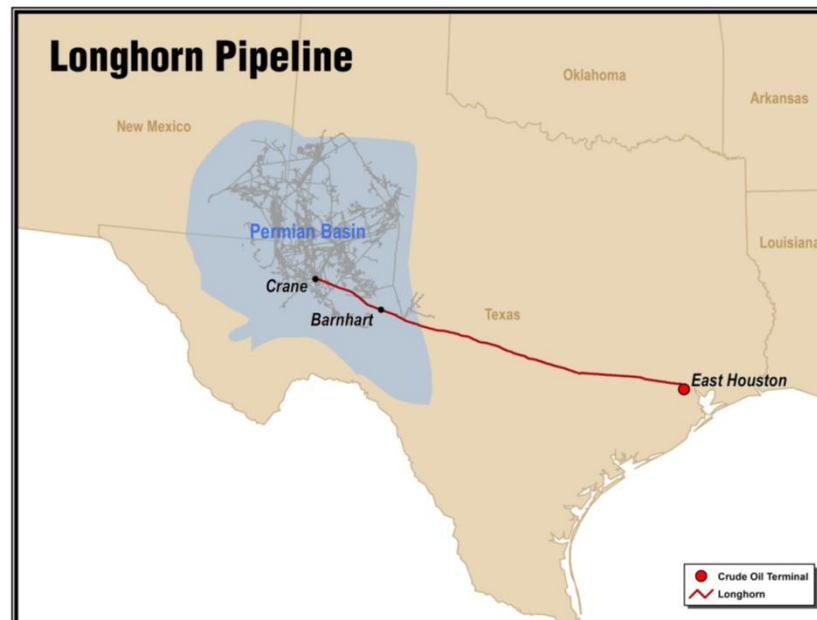 Longhorn Pipeline
Oklahoma
Arkansas
New Mexico
Permian Basin
Louisiana
Crane
Barnhart
Texas
East Houston
Crude Oil Terminal
Longhorn